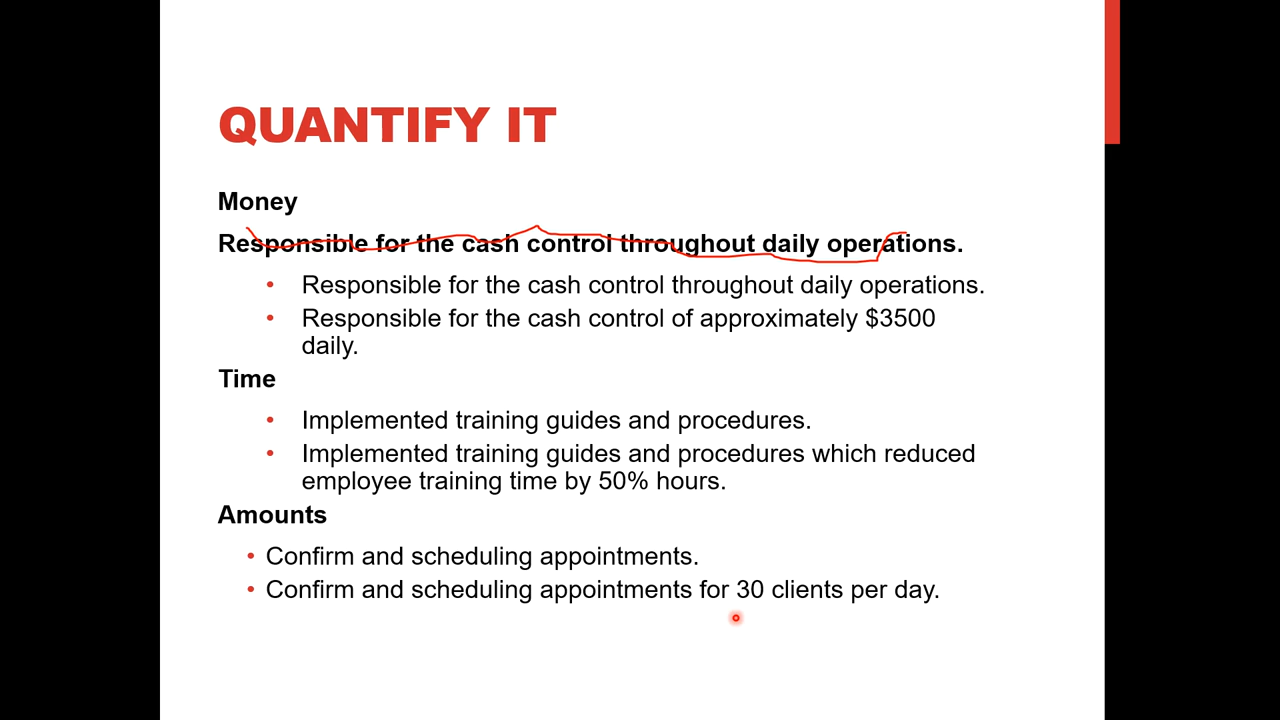 QUANTIFY IT
Money
Responsible for the cash control throughout daily operations.
• Responsible for the cash control throughout daily operations.
• Responsible for the cash control of approximately $3500
daily.
Time
• Implemented training guides and procedures.
• Implemented training guides and procedures which reduced
employee training time by 50% hours.
Amounts
• Confirm and scheduling appointments.
• Confirm and scheduling appointments for 30 clients per day.